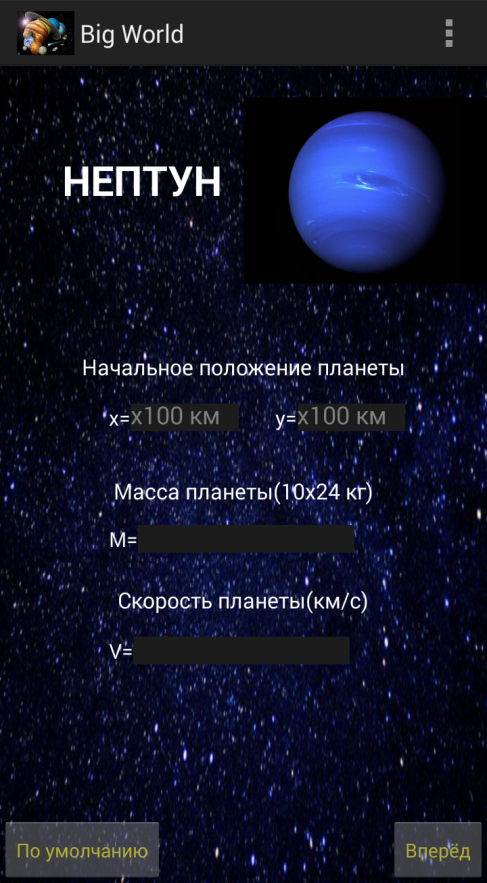 Big World
НЕПТУН
Начальное положение планеты
x=x100 км y=x100 км
Масса планеты(10x24 кг)
M=
Скорость планеты(км/с)
V=
По умолчанию Вперёд